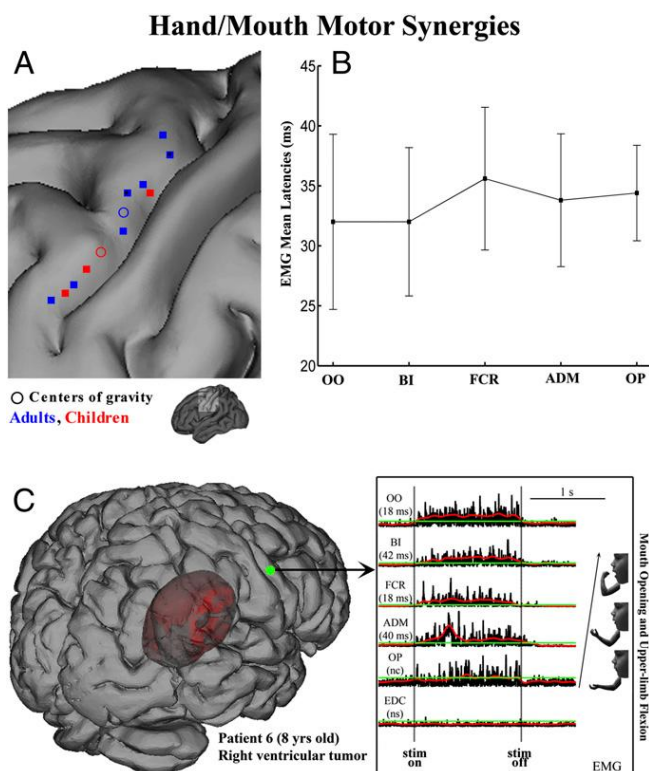 Hand/Mouth Motor Synergies
A
Centers of gravity
Adults, Children
B
EMG Mean Latencies (ms)
45
40
35
30
25
20
OO BI FCR ADM OP
C
Patient 6 (8 yrs old)
Right ventricular tumor
1 s
OO
(18 ms)
BI
(42 ms)
FCR
(18 ms)
ADM
(40 ms)
OP
(nc)
EDC
(ns)
stim
on
stim
off
EMG
Mouth Opening and Upper-limb Flexion